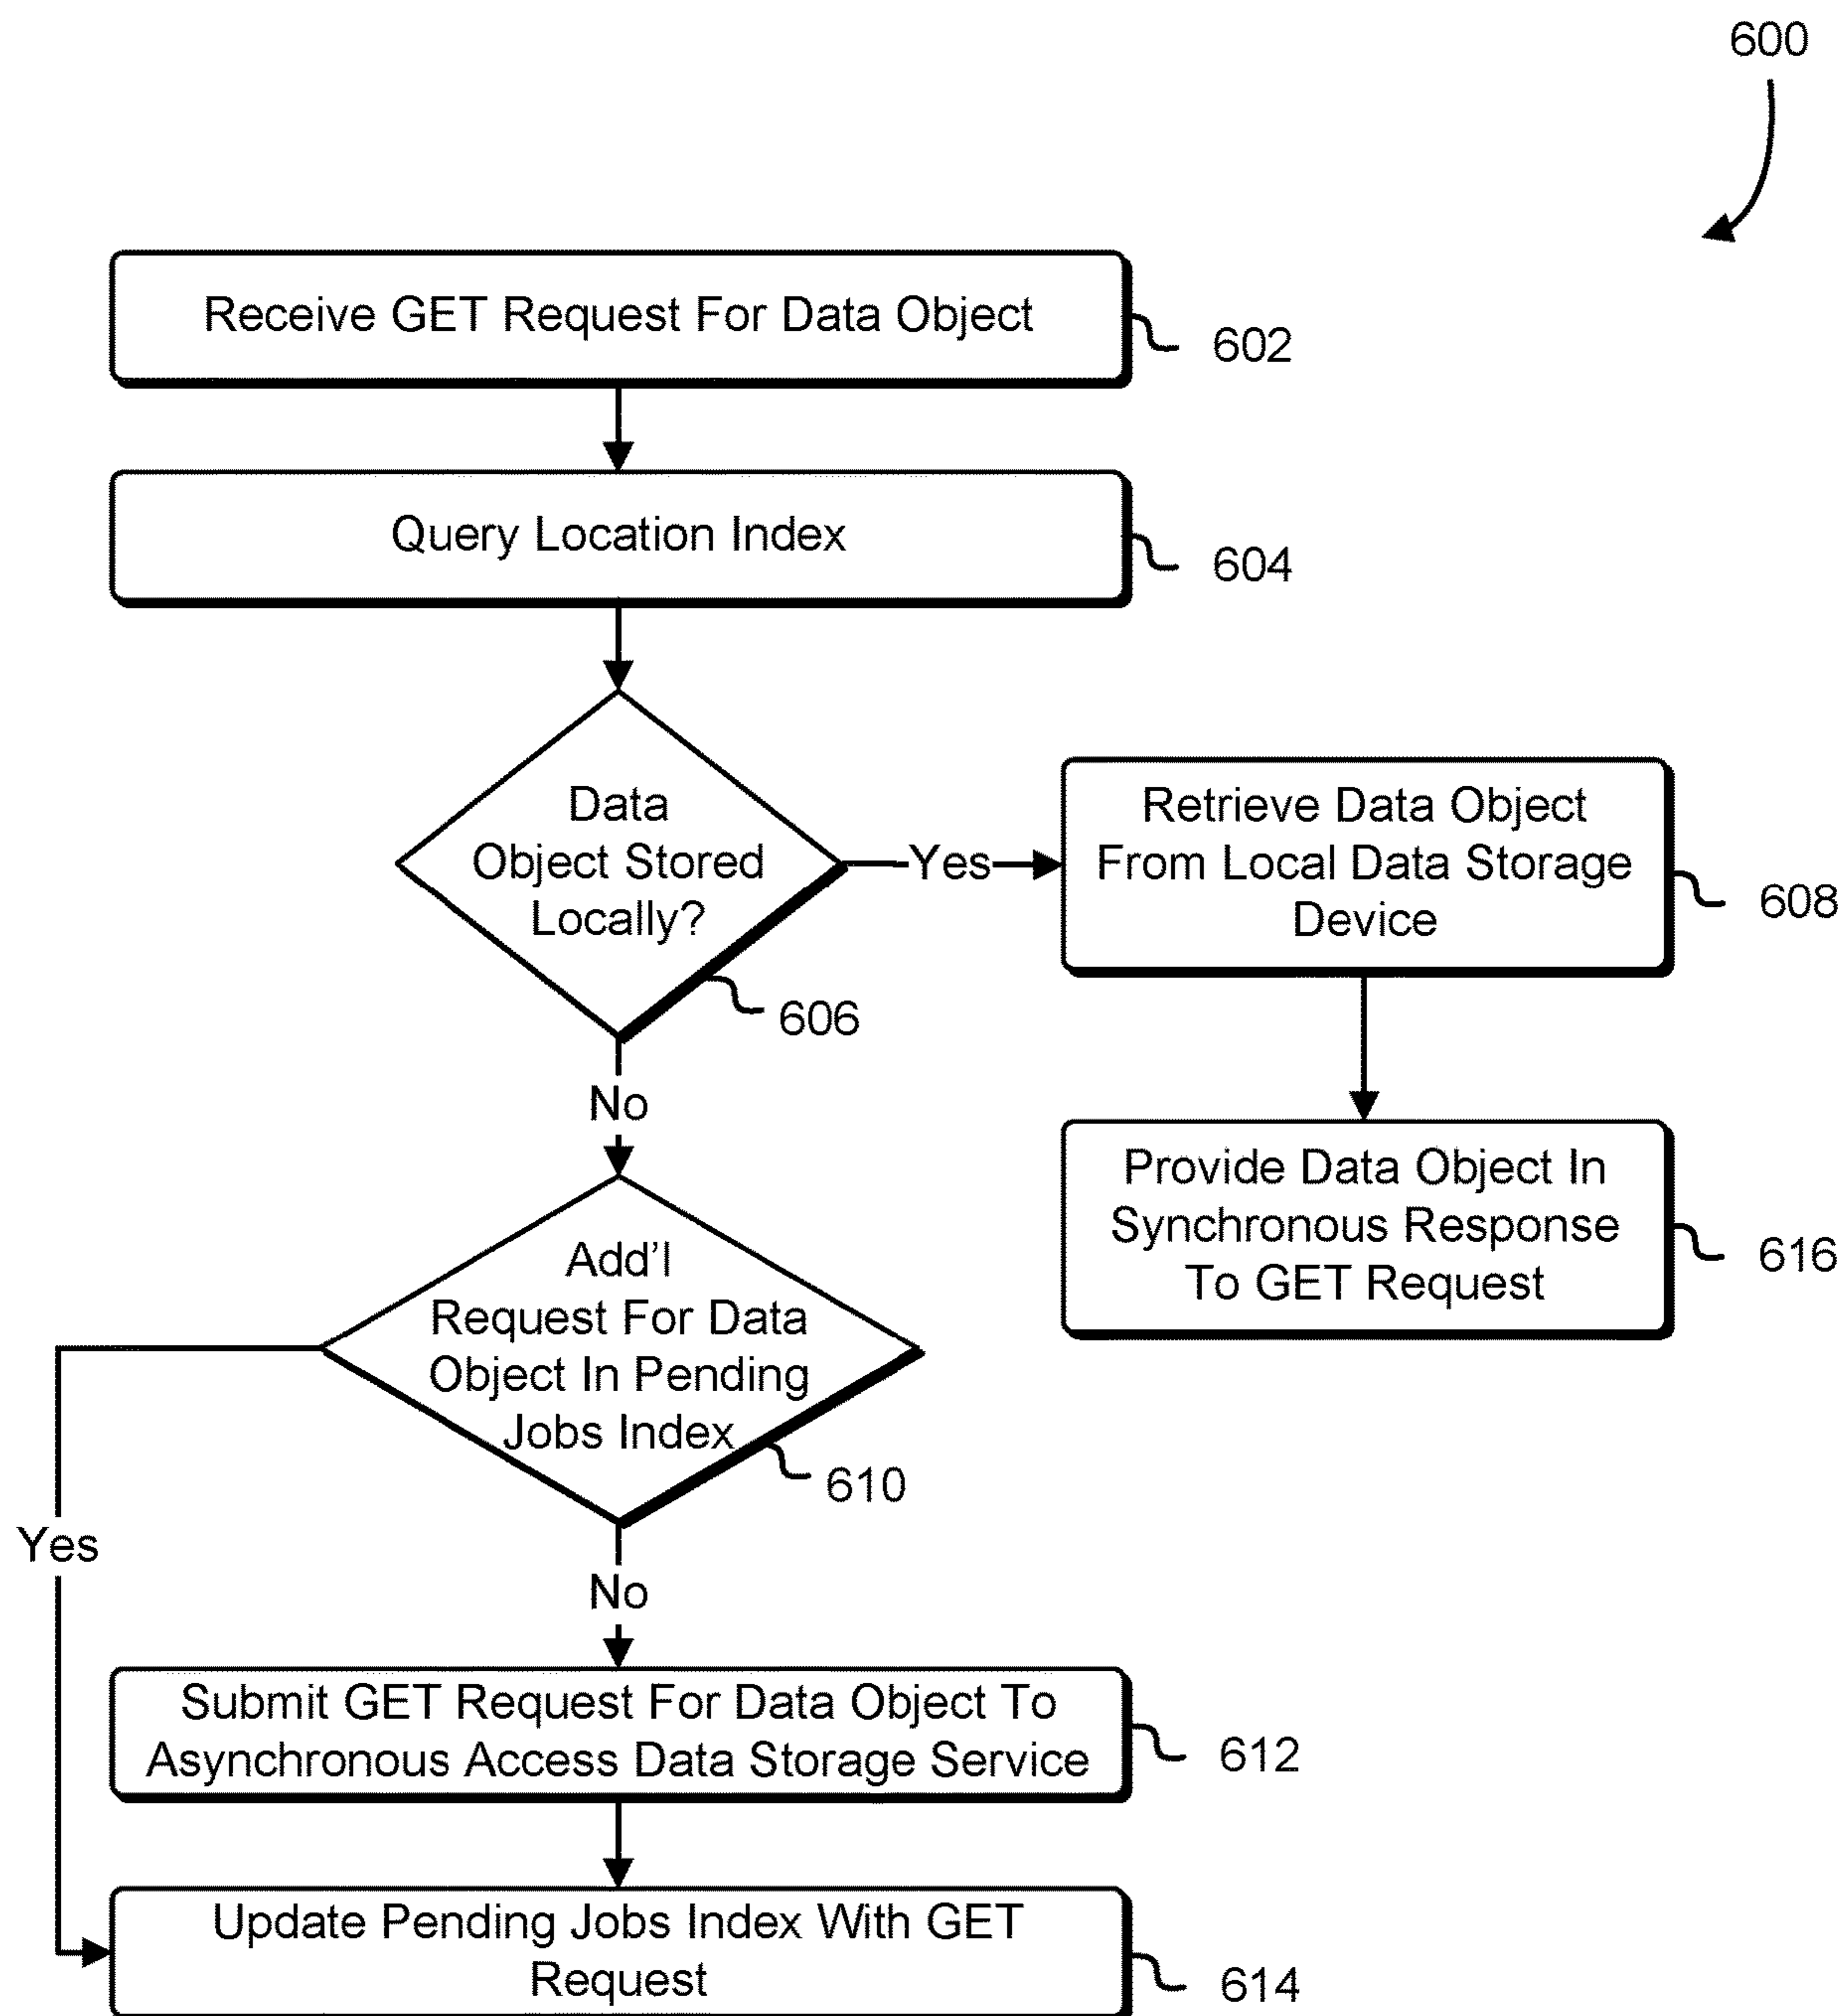 600
Receive GET Request For Data Object
602
Query Location Index
604
Data
Object Stored
Locally?
606
Yes
Retrieve Data Object
From Local Data Storage
Device
608
No
Provide Data Object In
Synchronous Response
To GET Request
616
Add'l
Request For Data
Object In Pending
Jobs Index
610
Yes
No
Submit GET Request For Data Object To
Asynchronous Access Data Storage Service
612
Update Pending Jobs Index With GET
Request
614